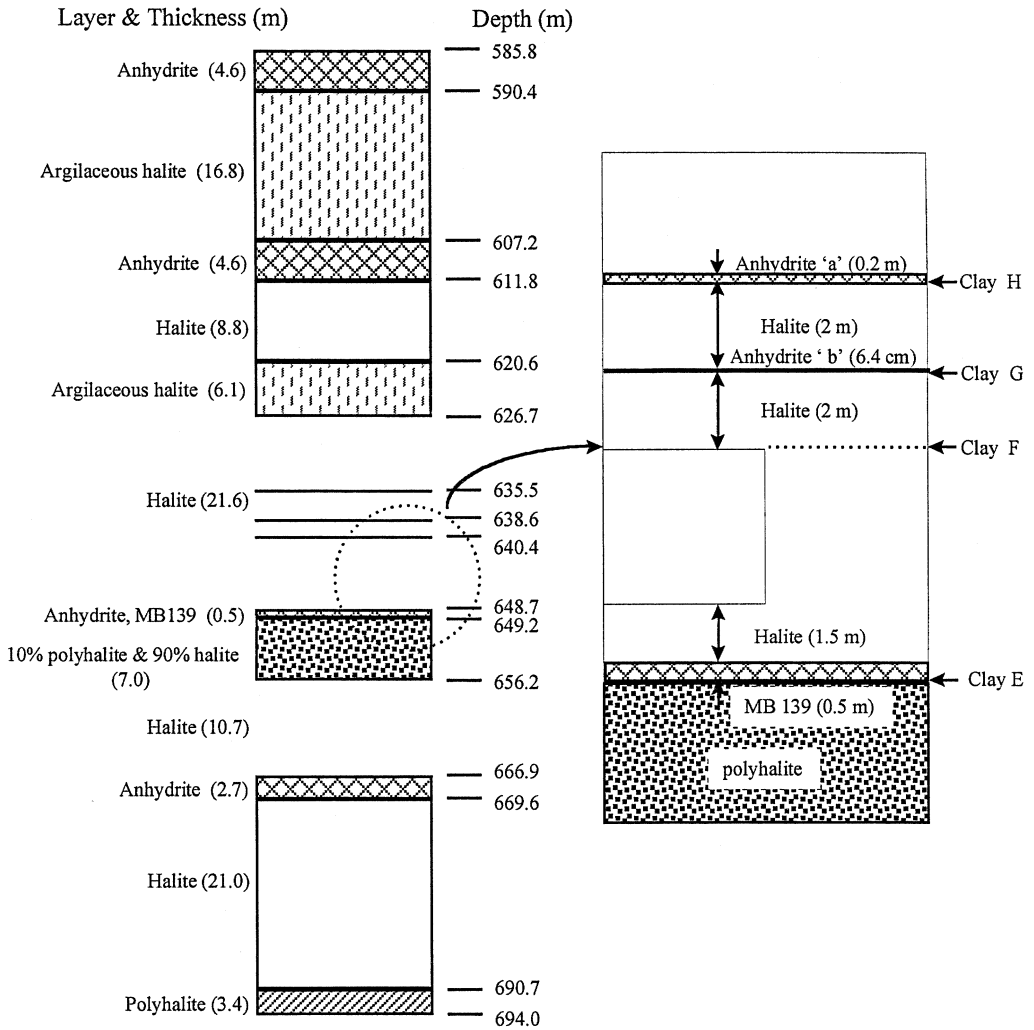 Layer & Thickness (m)
Depth (m)
Anhydrite (4.6)
585.8
590.4
Argilaceous halite (16.8)
607.2
Anhydrite (4.6)
611.8
Halite (8.8)
620.6
Argilaceous halite (6.1)
626.7
Halite (21.6)
635.5
638.6
640.4
Anhydrite, MB139 (0.5)
648.7
649.2
10% polyhalite & 90% halite
(7.0)
656.2
Halite (10.7)
666.9
Anhydrite (2.7)
669.6
Halite (21.0)
690.7
Polyhalite (3.4)
694.0
Anhydrite 'a' (0.2 m)
Clay H
Halite (2 m)
Anhydrite ' b' (6.4 cm)
Clay G
Halite (2 m)
Clay F
Halite (1.5 m)
Clay E
MB 139 (0.5 m)
polyhalite